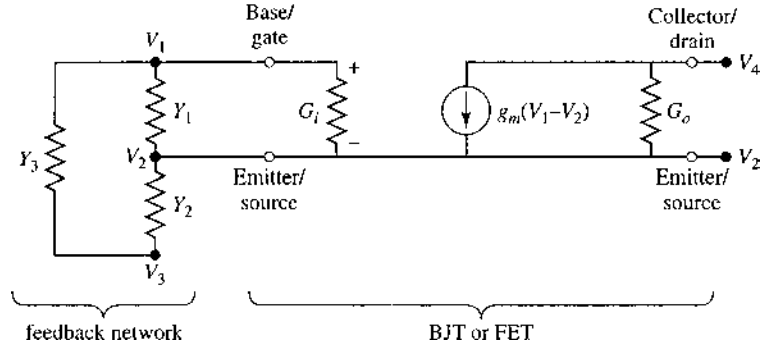 Base/
gate
Collector/
drain
V1
+
V4
Y1
Gi
gm(V1–V2)
Go
Y3
V2
–
V2
Emitter/
source
Emitter/
source
Y2
V3
feedback network
BJT or FET